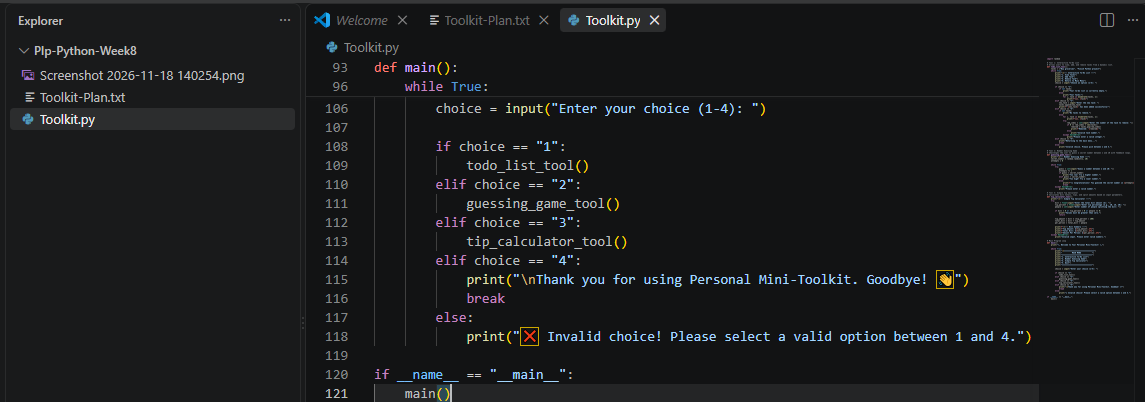 Explorer
Plp-Python-Week8
Screenshot 2026-11-18 140254.png
Toolkit-Plan.txt
Toolkit.py
Welcome
Toolkit-Plan.txt
Toolkit.py
Toolkit.py
93 def main():
96     while True:
106         choice = input("Enter your choice (1-4): ")
107
108         if choice == "1":
109             todo_list_tool()
110         elif choice == "2":
111             guessing_game_tool()
112         elif choice == "3":
113             tip_calculator_tool()
114         elif choice == "4":
115             print("\nThank you for using Personal Mini-Toolkit. Goodbye! 👋")
116             break
117         else:
118             print("❌ Invalid choice! Please select a valid option between 1 and 4.")
119
120 if __name__ == "__main__":
121     main()